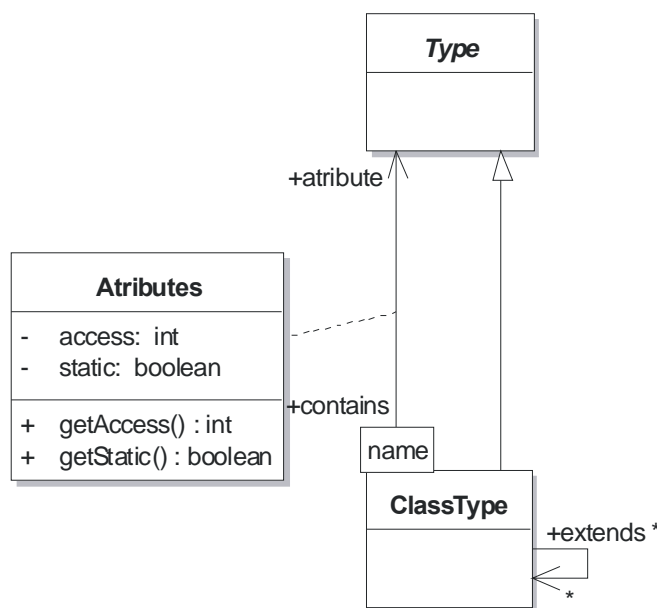 Type
+atribute
Atributes
- access: int
- static: boolean
+ getAccess() : int
+ getStatic() : boolean
+contains
name
ClassType
+extends *
*